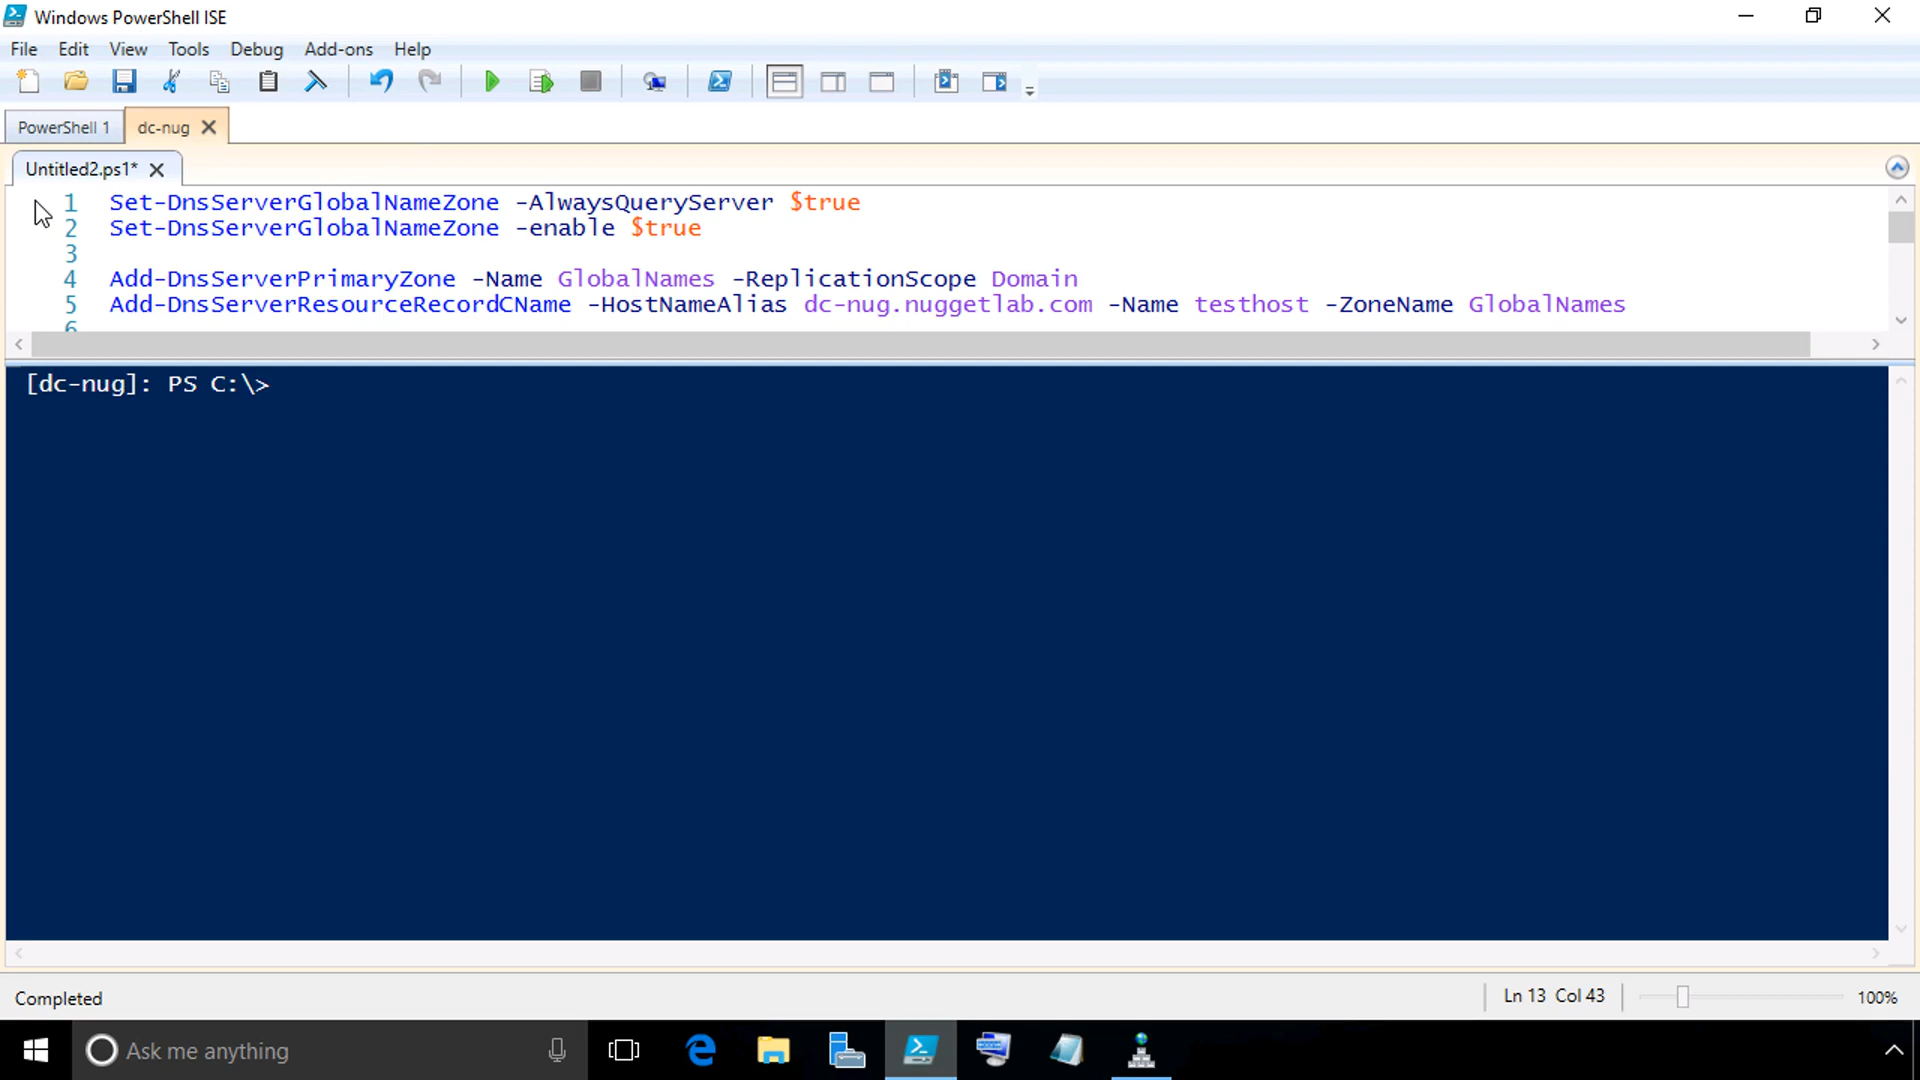 Windows PowerShell ISE
File Edit View Tools Debug Add-ons Help
PowerShell 1 dc-nug
Untitled2.ps1*
1 Set-DnsServerGlobalNameZone -AlwaysQueryServer $true
2 Set-DnsServerGlobalNameZone -enable $true
3
4 Add-DnsServerPrimaryZone -Name GlobalNames -ReplicationScope Domain
5 Add-DnsServerResourceRecordCName -HostNameAlias dc-nug.nuggetlab.com -Name testhost -ZoneName GlobalNames
6
[dc-nug]: PS C:\>
Completed Ln 13 Col 43 100%
Ask me anything